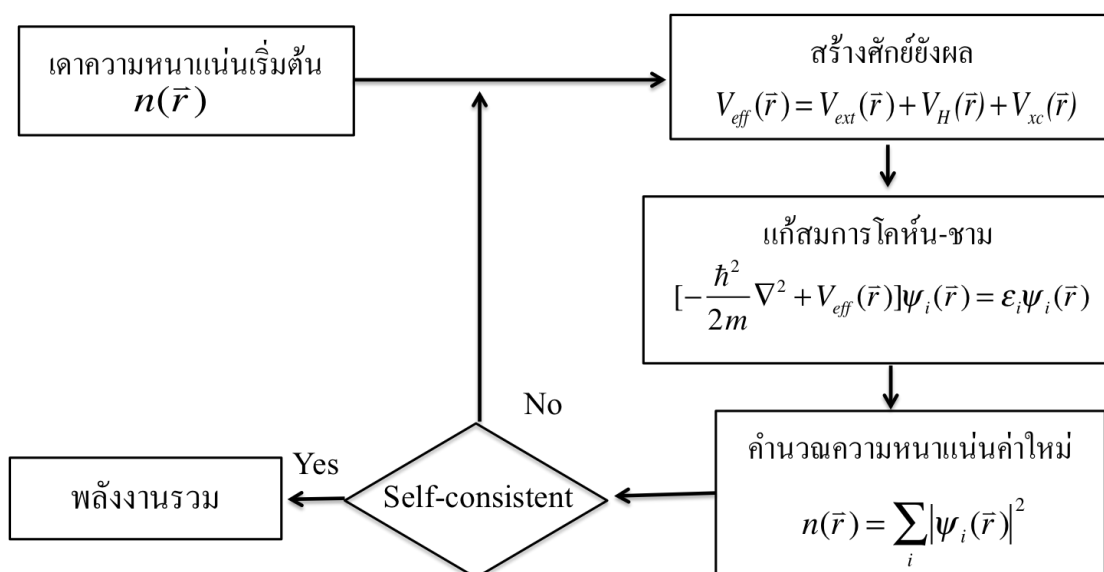 เดาความหนาแน่นเริ่มต้น
n(r⃗)
สร้างศักย์ยังผล
V_eff(r⃗) = V_ext(r⃗) + V_H(r⃗) + V_xc(r⃗)
แก้สมการโคห์น-ชาม
[-ħ²/2m ∇² + V_eff(r⃗)]ψ_i(r⃗) = ε_iψ_i(r⃗)
คำนวณความหนาแน่นค่าใหม่
n(r⃗) = ∑_i |ψ_i(r⃗)|²
Self-consistent
No
Yes
พลังงานรวม